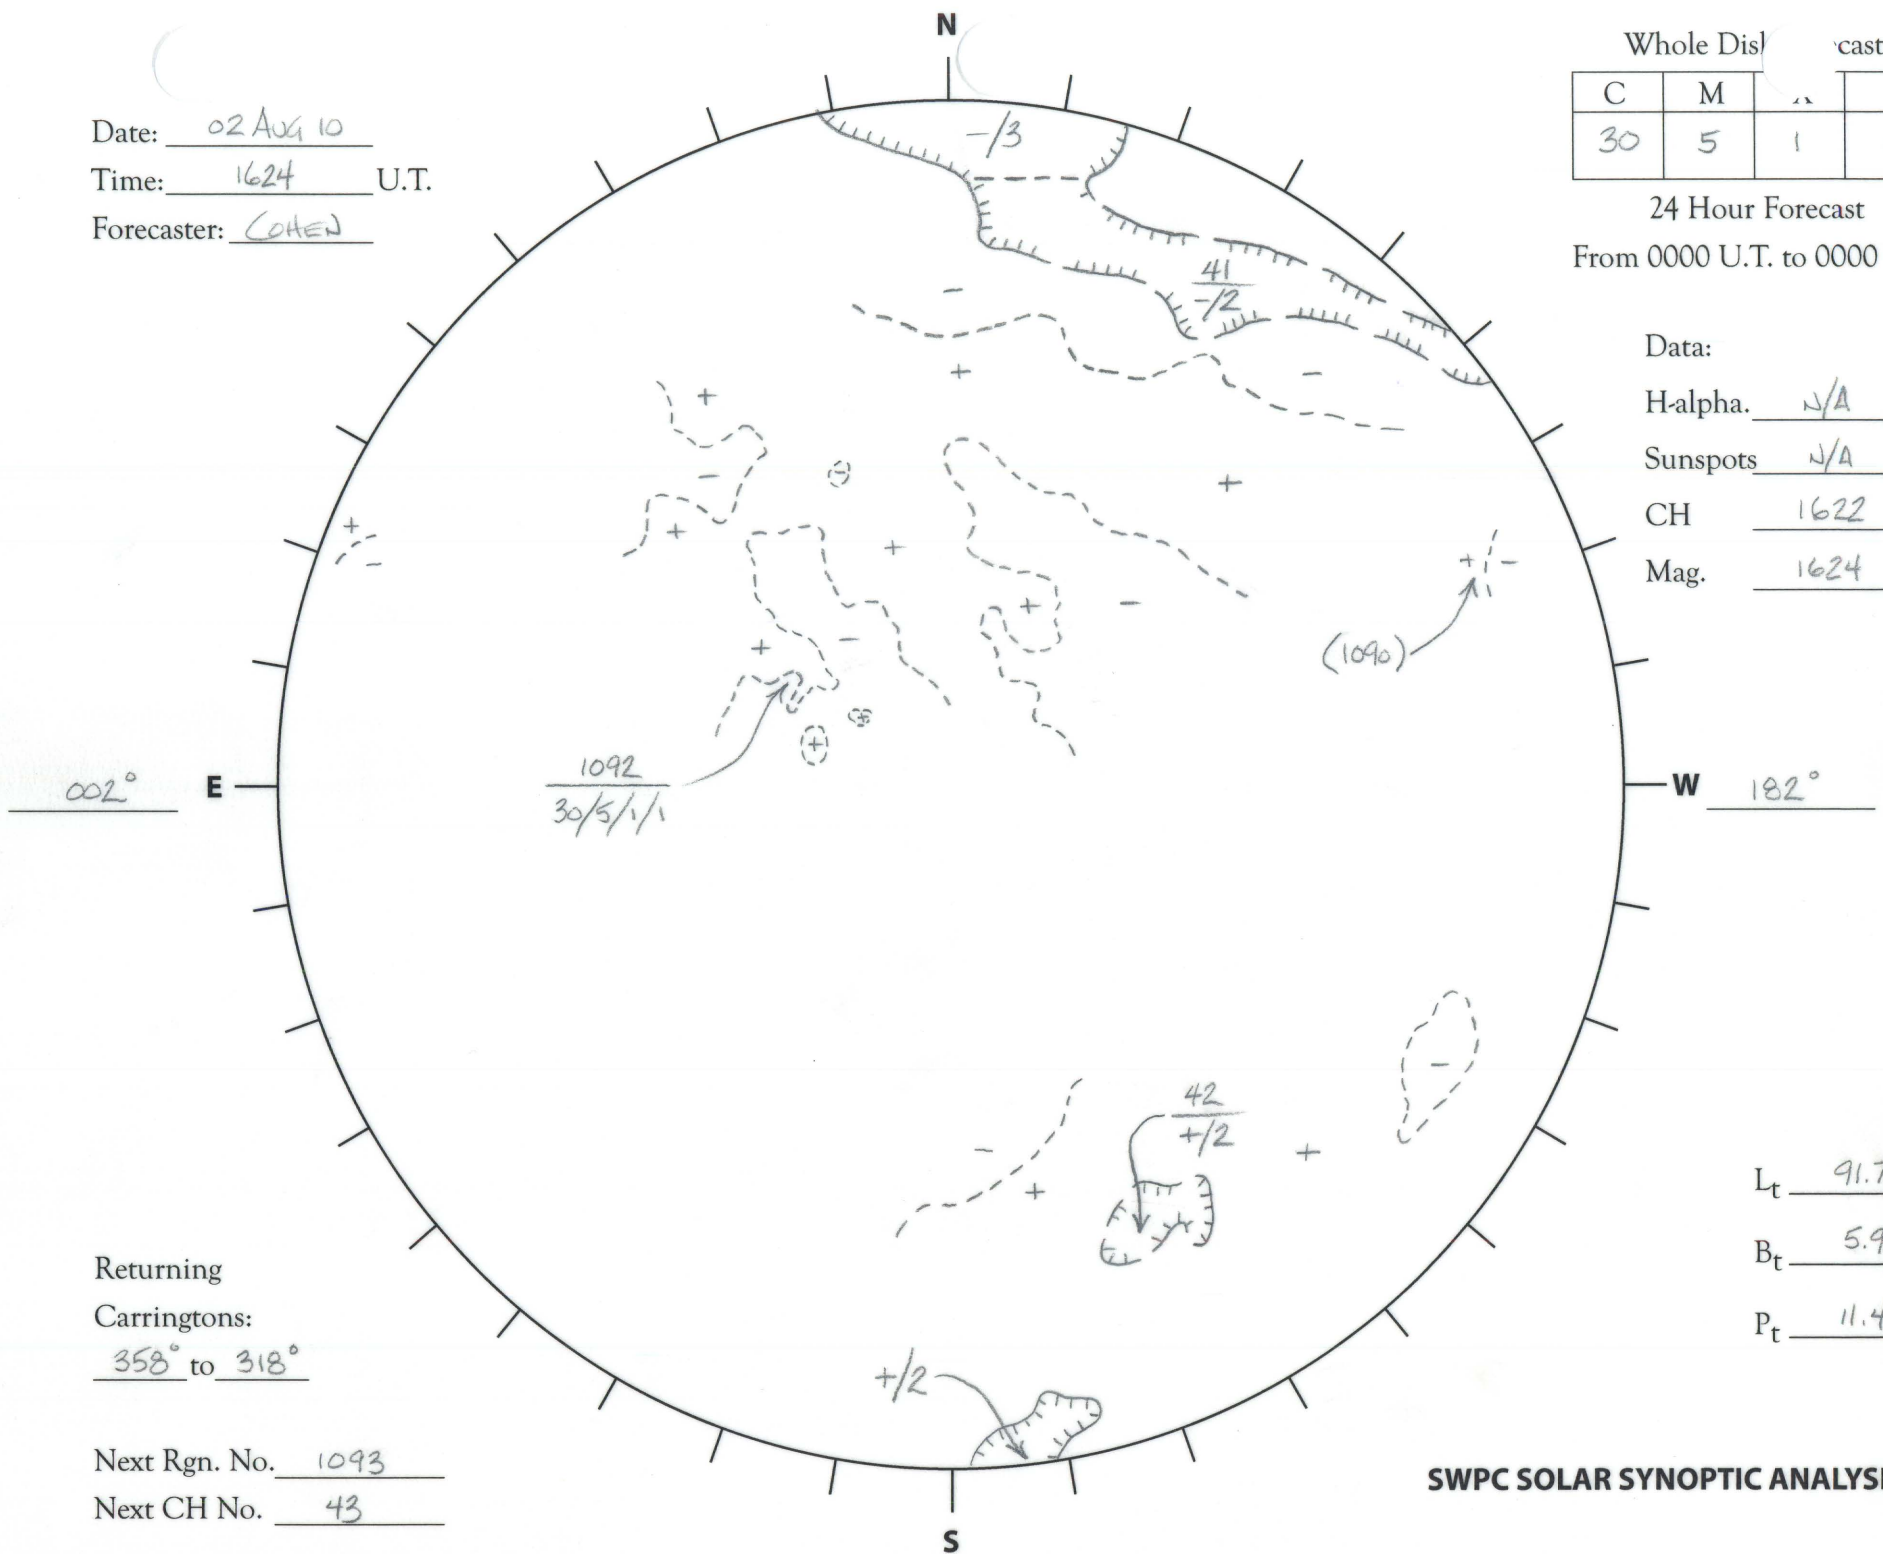 N
Whole Dis cast
C M
30 5 1
24 Hour Forecast
From 0000 U.T. to 0000
Date: 02 AUG 10
Time: 1624 U.T.
Forecaster: COHEN
-/3
41
-/2
-
+
-
+
-
+
-
+
+
+
-
+
+
-
+
-
+
-
(1090)
+
+
Data:
H-alpha. N/A
Sunspots N/A
CH 1622
Mag. 1624
1092
30/5/1/1
002° E
W 182°
-
42
+/2
-
+
+
Lt 91.7
Bt 5.9
Pt 11.4
Returning
Carringtons:
358° to 318°
+/2
Next Rgn. No. 1093
Next CH No. 43
SWPC SOLAR SYNOPTIC ANALYS
S